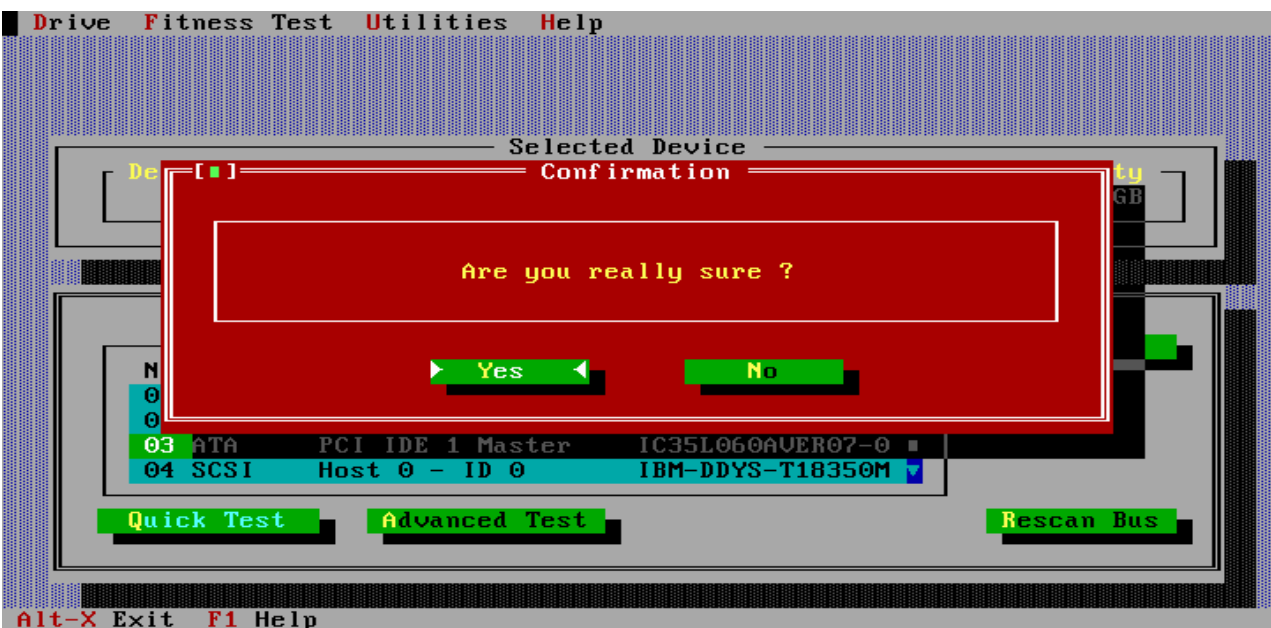 Drive Fitness Test Utilities Help
Selected Device
[■] Confirmation
GB
Are you really sure ?
Yes No
03 ATA PCI IDE 1 Master IC35L060AVER07-0
04 SCSI Host 0 - ID 0 IBM-DDYS-T18350M
Quick Test Advanced Test Rescan Bus
Alt-X Exit F1 Help